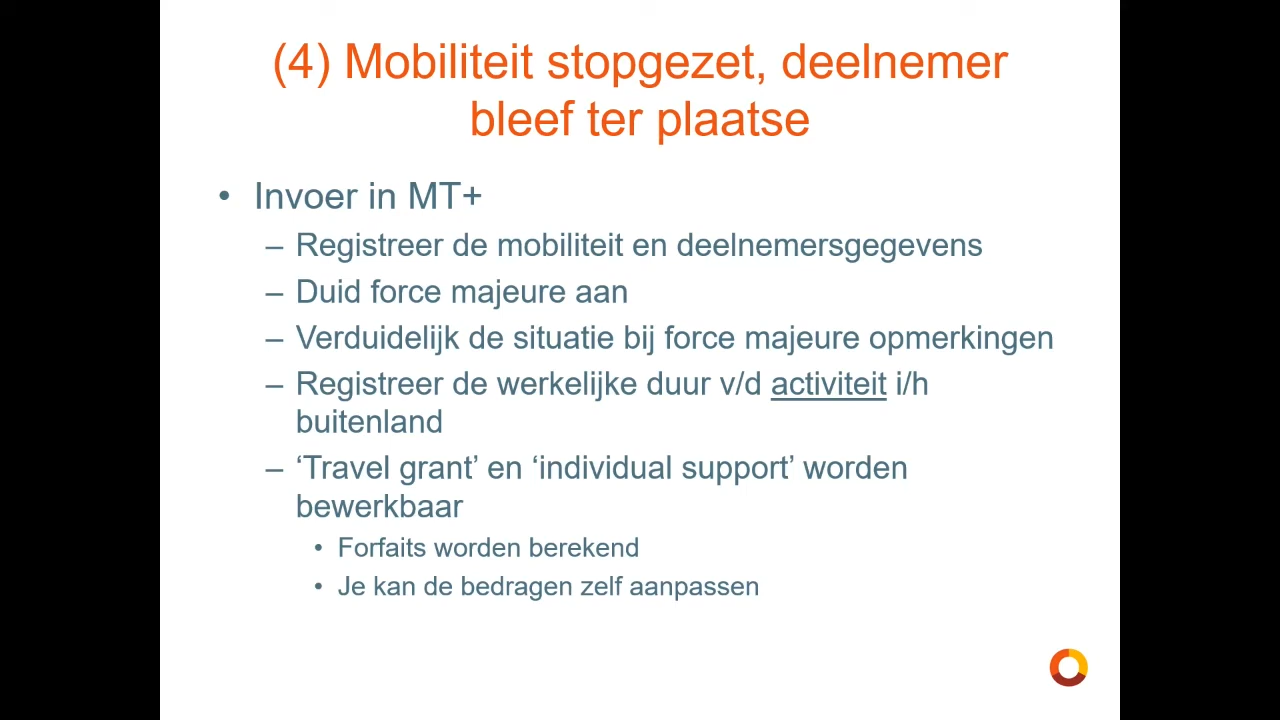 (4) Mobiliteit stopgezet, deelnemer
bleef ter plaatse
• Invoer in MT+
– Registreer de mobiliteit en deelnemersgegevens
– Duid force majeure aan
– Verduidelijk de situatie bij force majeure opmerkingen
– Registreer de werkelijke duur v/d activiteit i/h
buitenland
– ‘Travel grant’ en ‘individual support’ worden
bewerkbaar
• Forfaits worden berekend
• Je kan de bedragen zelf aanpassen